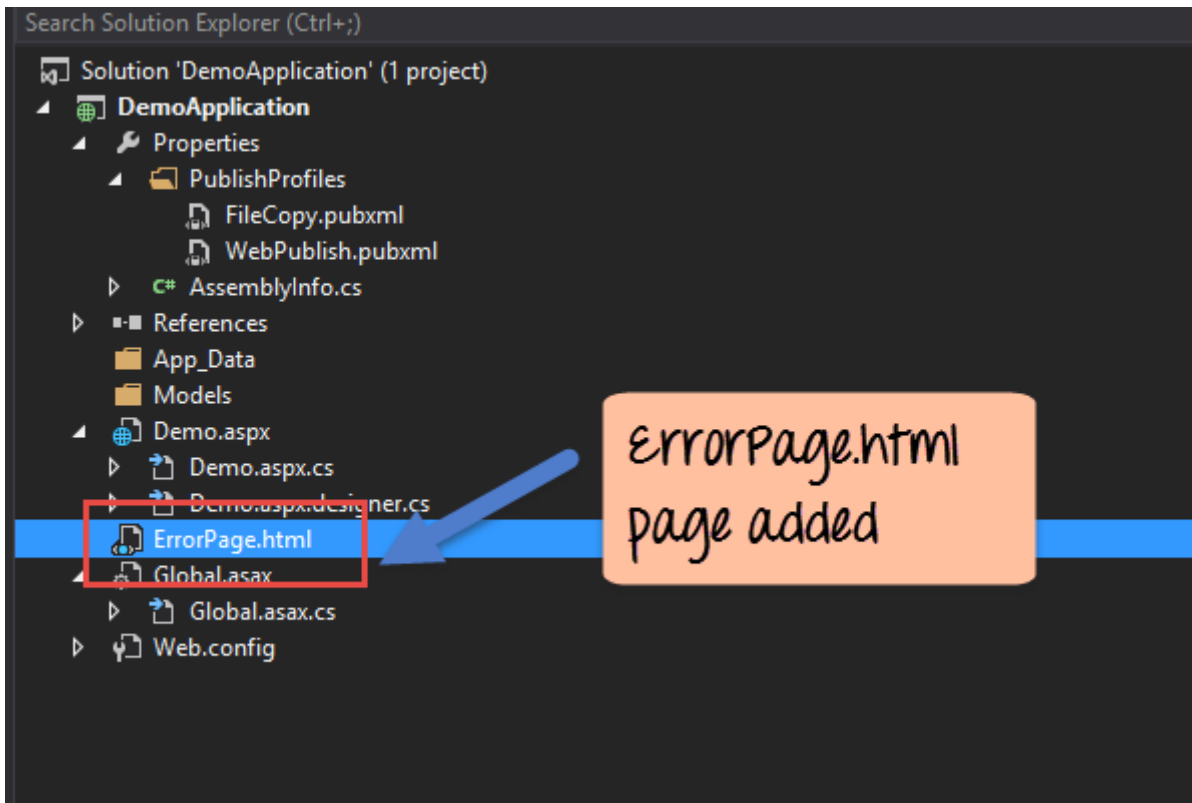 Search Solution Explorer (Ctrl+;)
Solution 'DemoApplication' (1 project)
DemoApplication
Properties
PublishProfiles
FileCopy.pubxml
WebPublish.pubxml
C# AssemblyInfo.cs
References
App_Data
Models
Demo.aspx
Demo.aspx.cs
Demo.aspx.designer.cs
ErrorPage.html
Global.asax
Global.asax.cs
Web.config
ErrorPage.html
page added